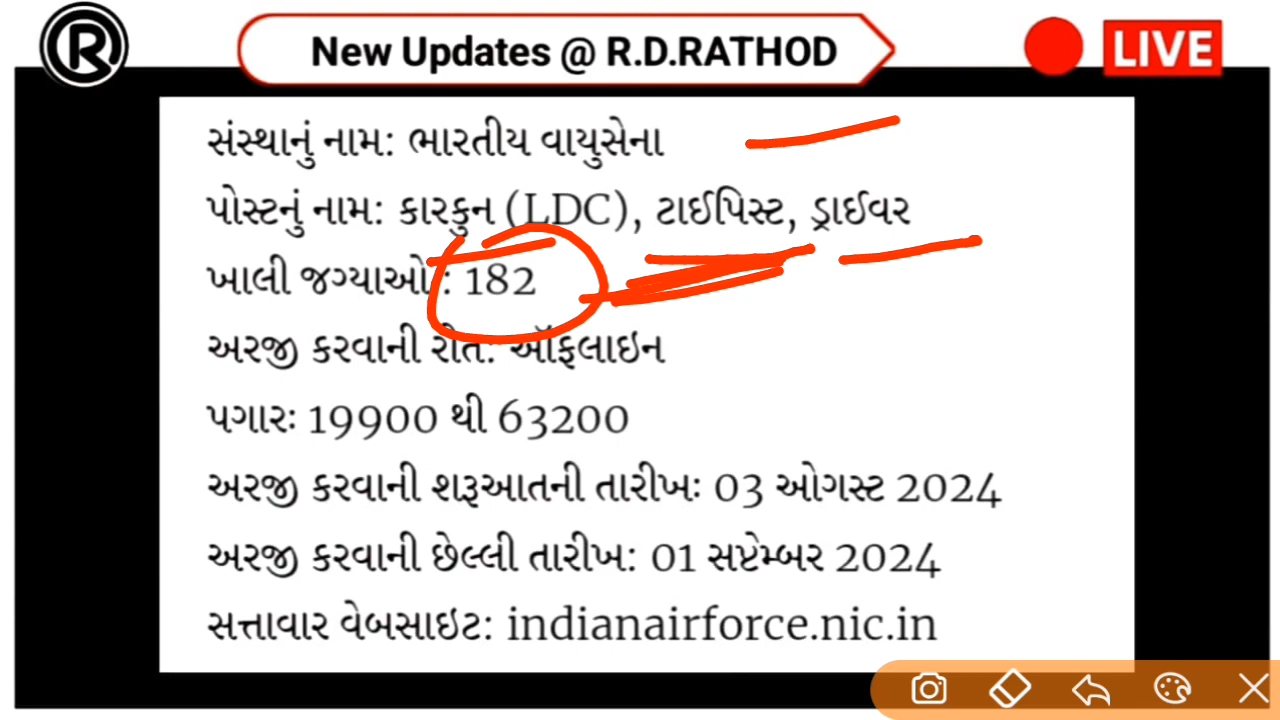 R
New Updates @ R.D.RATHOD
LIVE
સંસ્થાનું નામ: ભારતીય વાયુસેના
પોસ્ટનું નામ: કારકુન (LDC), ટાઈપિસ્ટ, ડ્રાઈવર
ખાલી જગ્યાઓ : 182
અરજી કરવાની રીત: ઑફલાઇન
પગાર: 19900 થી 63200
અરજી કરવાની શરૂઆતની તારીખ: 03 ઓગસ્ટ 2024
અરજી કરવાની છેલ્લી તારીખ: 01 સપ્ટેમ્બર 2024
સત્તાવાર વેબસાઇટ: indianairforce.nic.in